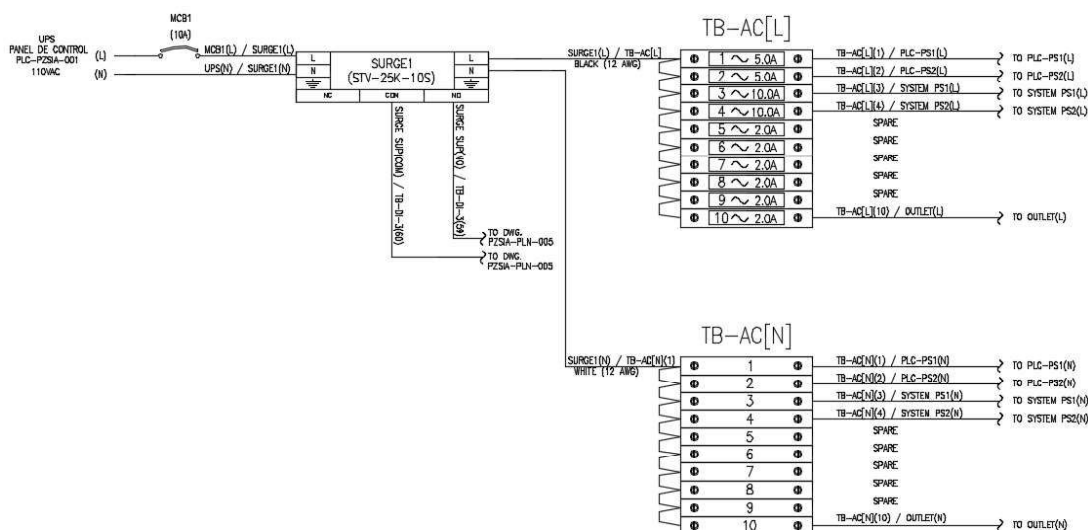 MCB1
(10A)
UPS
PANEL DE CONTROL
PLC-PZSIA-001
110VAC
(L)
(N)
MCB1(L) / SURGE1(L)
UPS(N) / SURGE1(N)
L
N
SURGE1
(STV-25K-10S)
L
N
NC
COM
NO
SURGE SUP(COM) / TB-DI-3(60)
SURGE SUP(VO) / TB-DI-3(59)
TO DWG.
PZSIA-PLN-005
TO DWG.
PZSIA-PLN-005
SURGE1(L) / TB-AC[L]
BLACK (12 AWG)
TB-AC[L]
1 5.0A
2 5.0A
3 10.0A
4 10.0A
5 2.0A
6 2.0A
7 2.0A
8 2.0A
9 2.0A
10 2.0A
TB-AC[L](1) / PLC-PS1(L)
TB-AC[L](2) / PLC-PS2(L)
TB-AC[L](3) / SYSTEM PS1(L)
TB-AC[L](4) / SYSTEM PS2(L)
SPARE
SPARE
SPARE
SPARE
SPARE
TB-AC[L](10) / OUTLET(L)
TO PLC-PS1(L)
TO PLC-PS2(L)
TO SYSTEM PS1(L)
TO SYSTEM PS2(L)
TO OUTLET(L)
SURGE1(N) / TB-AC[N](1)
WHITE (12 AWG)
TB-AC[N]
1
2
3
4
5
6
7
8
9
10
TB-AC[N](1) / PLC-PS1(N)
TB-AC[N](2) / PLC-PS2(N)
TB-AC[N](3) / SYSTEM PS1(N)
TB-AC[N](4) / SYSTEM PS2(N)
SPARE
SPARE
SPARE
SPARE
SPARE
TB-AC[N](10) / OUTLET(N)
TO PLC-PS1(N)
TO PLC-PS2(N)
TO SYSTEM PS1(N)
TO SYSTEM PS2(N)
TO OUTLET(N)